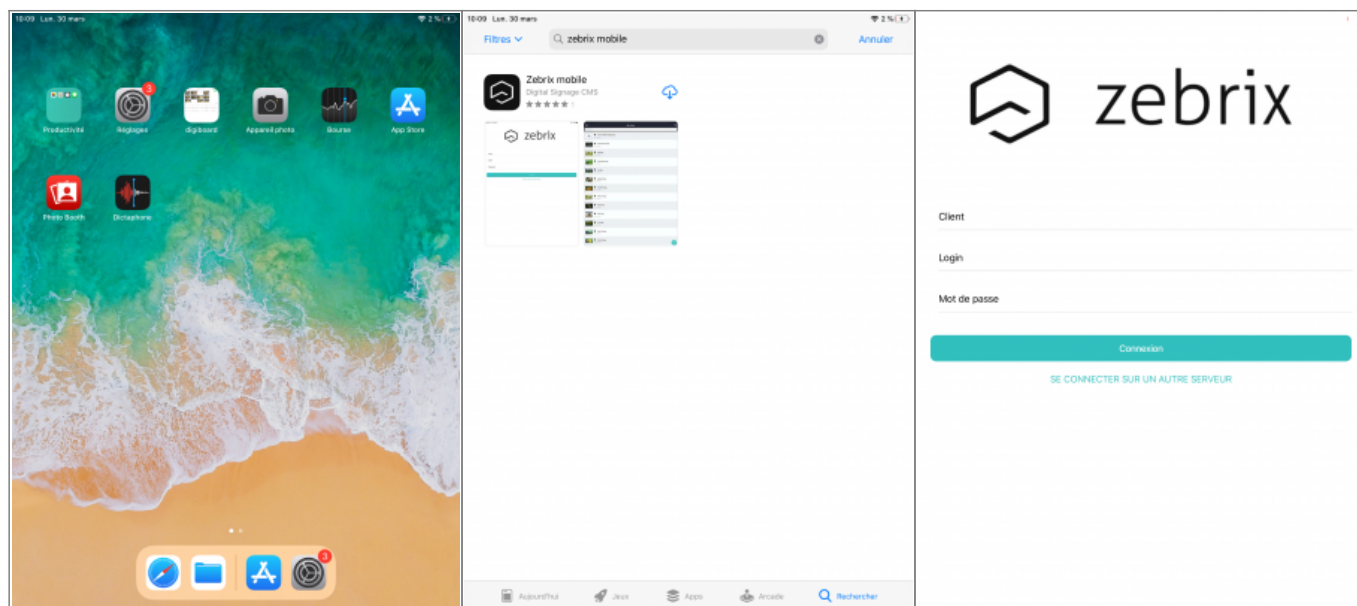 10:09 Lun. 30 mars
2 %
3
Productivité
Réglages
digiboard
Appareil photo
Bourse
App Store
Photo Booth
Dictaphone
3
10:09 Lun. 30 mars
2 %
Filtres
zebrix mobile
Annuler
Zebrix mobile
Digital Signage CMS
zebrix
Aujourd'hui
Jeux
Apps
Arcade
Rechercher
zebrix
Client
Login
Mot de passe
Connexion
SE CONNECTER SUR UN AUTRE SERVEUR